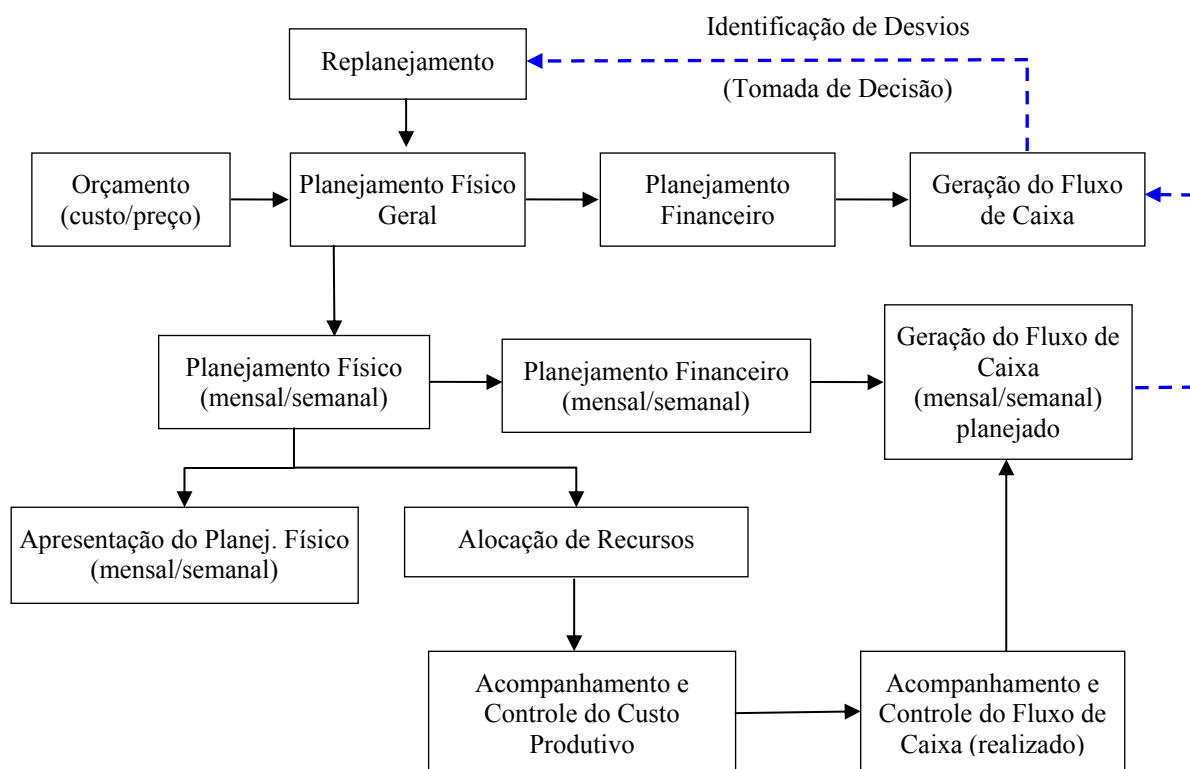 Identificação de Desvios
Replanejamento
(Tomada de Decisão)
Orçamento
(custo/preço)
Planejamento Físico
Geral
Planejamento
Financeiro
Geração do Fluxo
de Caixa
Planejamento Físico
(mensal/semanal)
Planejamento Financeiro
(mensal/semanal)
Geração do Fluxo de
Caixa
(mensal/semanal)
planejado
Apresentação do Planej. Físico
(mensal/semanal)
Alocação de Recursos
Acompanhamento e
Controle do Custo
Produtivo
Acompanhamento e
Controle do Fluxo de
Caixa (realizado)